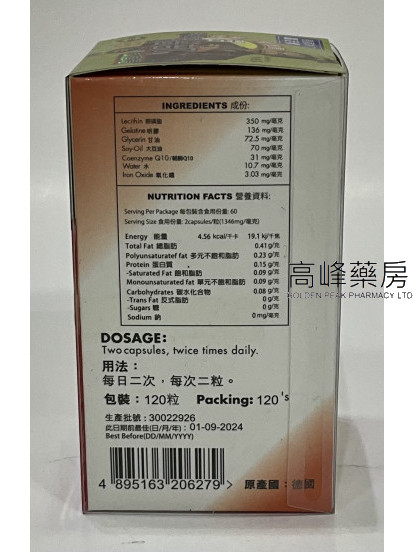 INGREDIENTS 成份:
Lecithin 卵磷脂 350 mg/毫克
Gelatine 明膠 136 mg/毫克
Glycerin 甘油 72.5 mg/毫克
Soy-Oil 大豆油 70 mg/毫克
Coenzyme Q10/輔酶Q10 31 mg/毫克
Water 水 10.7 mg/毫克
Iron Oxide 氧化鐵 3.03 mg/毫克
NUTRITION FACTS 營養資料:
Serving Per Package 每包裝含食用份量: 60
Serving Size 食用份量: 2capsules/粒(1346mg/毫克)
Energy 能量 4.56 kcal/千卡 19.1 kj/千焦
Total Fat 總脂肪 0.41 g/克
Polyunsaturatef fat 多元不飽和脂肪 0.23 g/克
Protein 蛋白質 0.15 g/克
-Saturated Fat 飽和脂肪 0.09 g/克
Monounsaturated fat 單元不飽和脂肪 0.09 g/克
Carbohydrates 碳水化合物 0.08 g/克
-Trans Fat 反式脂肪 0 g/克
-Sugars 糖 0 g/克
Sodium 鈉 0 mg/毫克
高峰藥房
GOLDEN PEAK PHARMACY LTD
DOSAGE:
Two capsules, twice times daily.
用法：
每日二次，每次二粒。
包裝：120粒 Packing: 120's
生產批號: 30022926
此日期前最佳(日/月/年): 01-09-2024
Best Before(DD/MM/YYYY)
4 895163 206279 >
原產國：德國